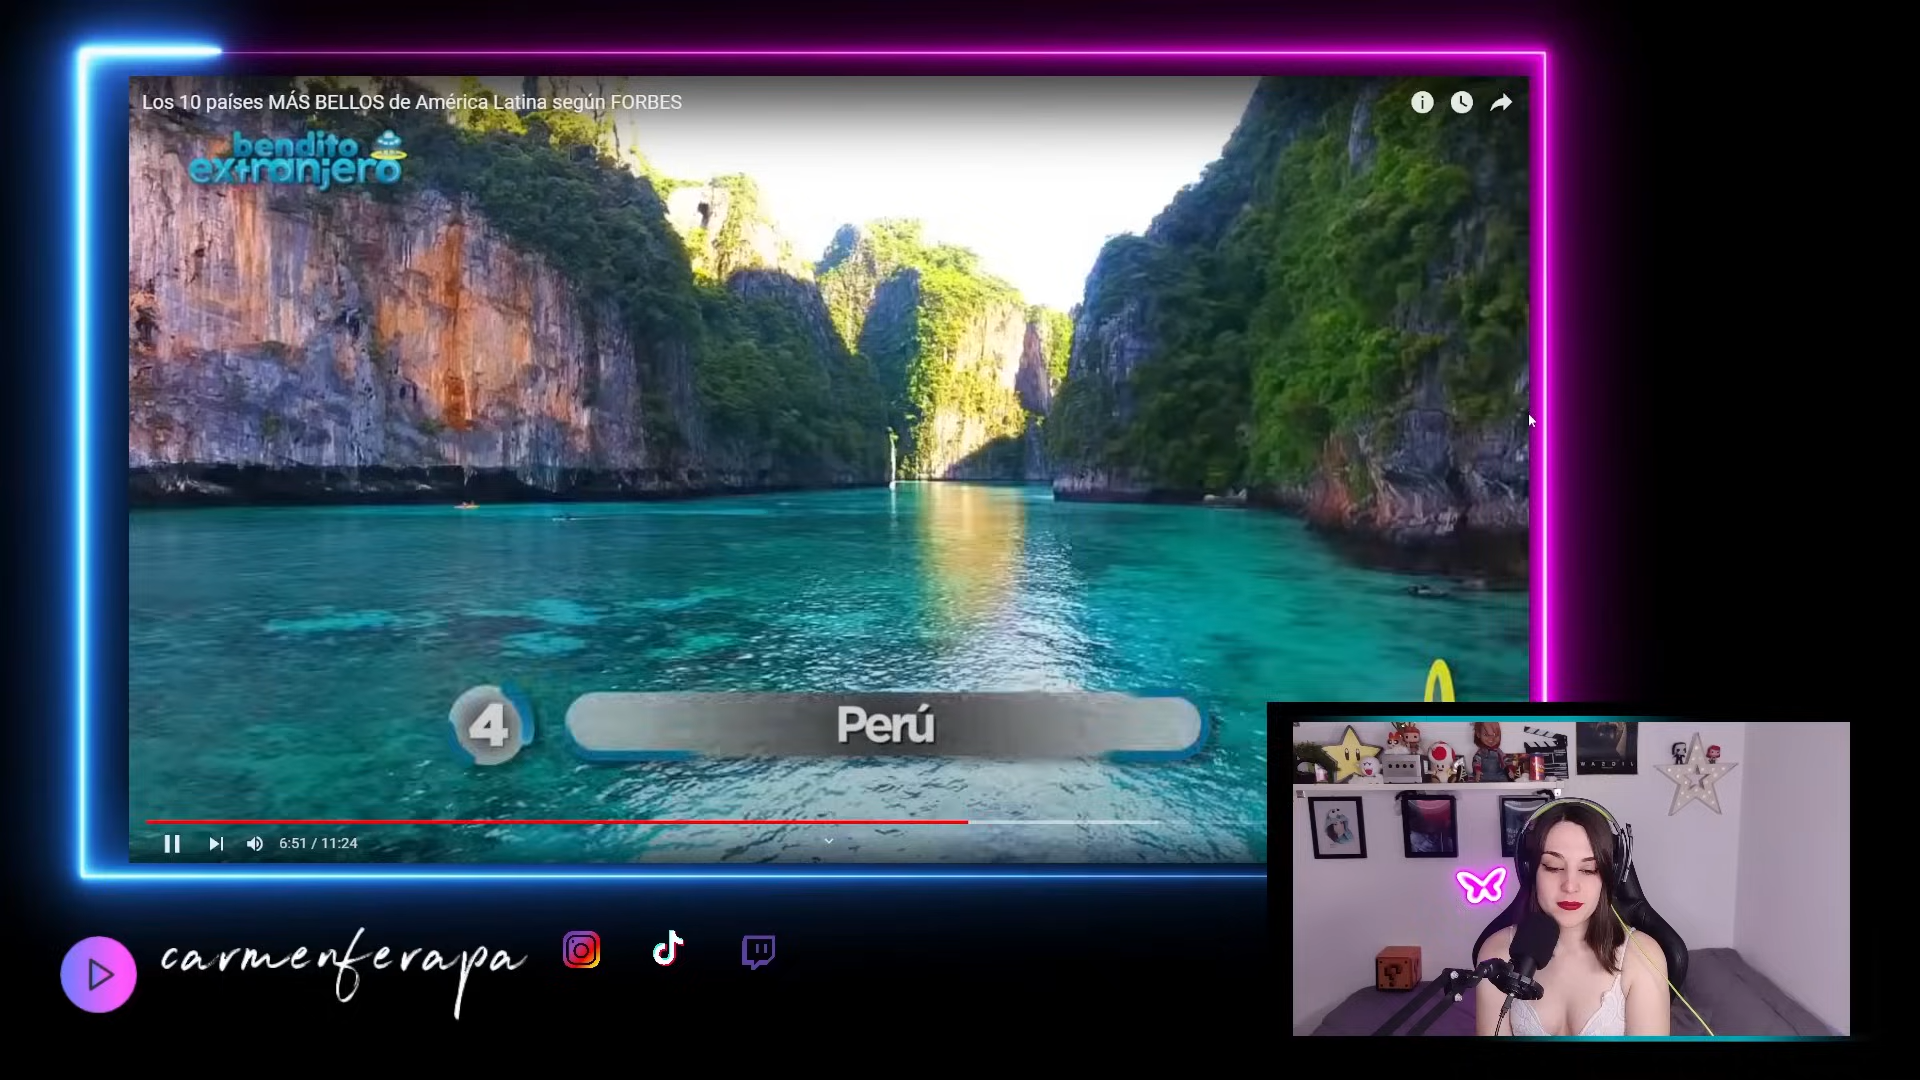 Los 10 países MÁS BELLOS de América Latina según FORBES
bendito
extranjero
4
Perú
6:51 / 11:24
carmenferapa